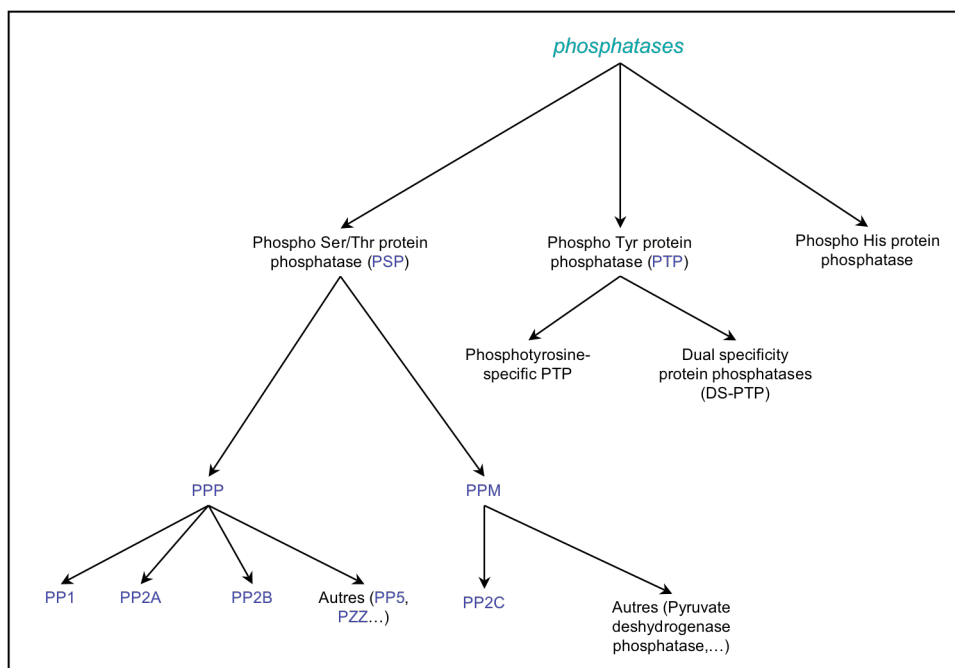 phosphatases
Phospho Ser/Thr protein
phosphatase (PSP)
Phospho Tyr protein
phosphatase (PTP)
Phospho His protein
phosphatase
Phosphotyrosine-
specific PTP
Dual specificity
protein phosphatases
(DS-PTP)
PPP
PPM
PP1
PP2A
PP2B
Autres (PP5,
PZZ…)
PP2C
Autres (Pyruvate
deshydrogenase
phosphatase,…)